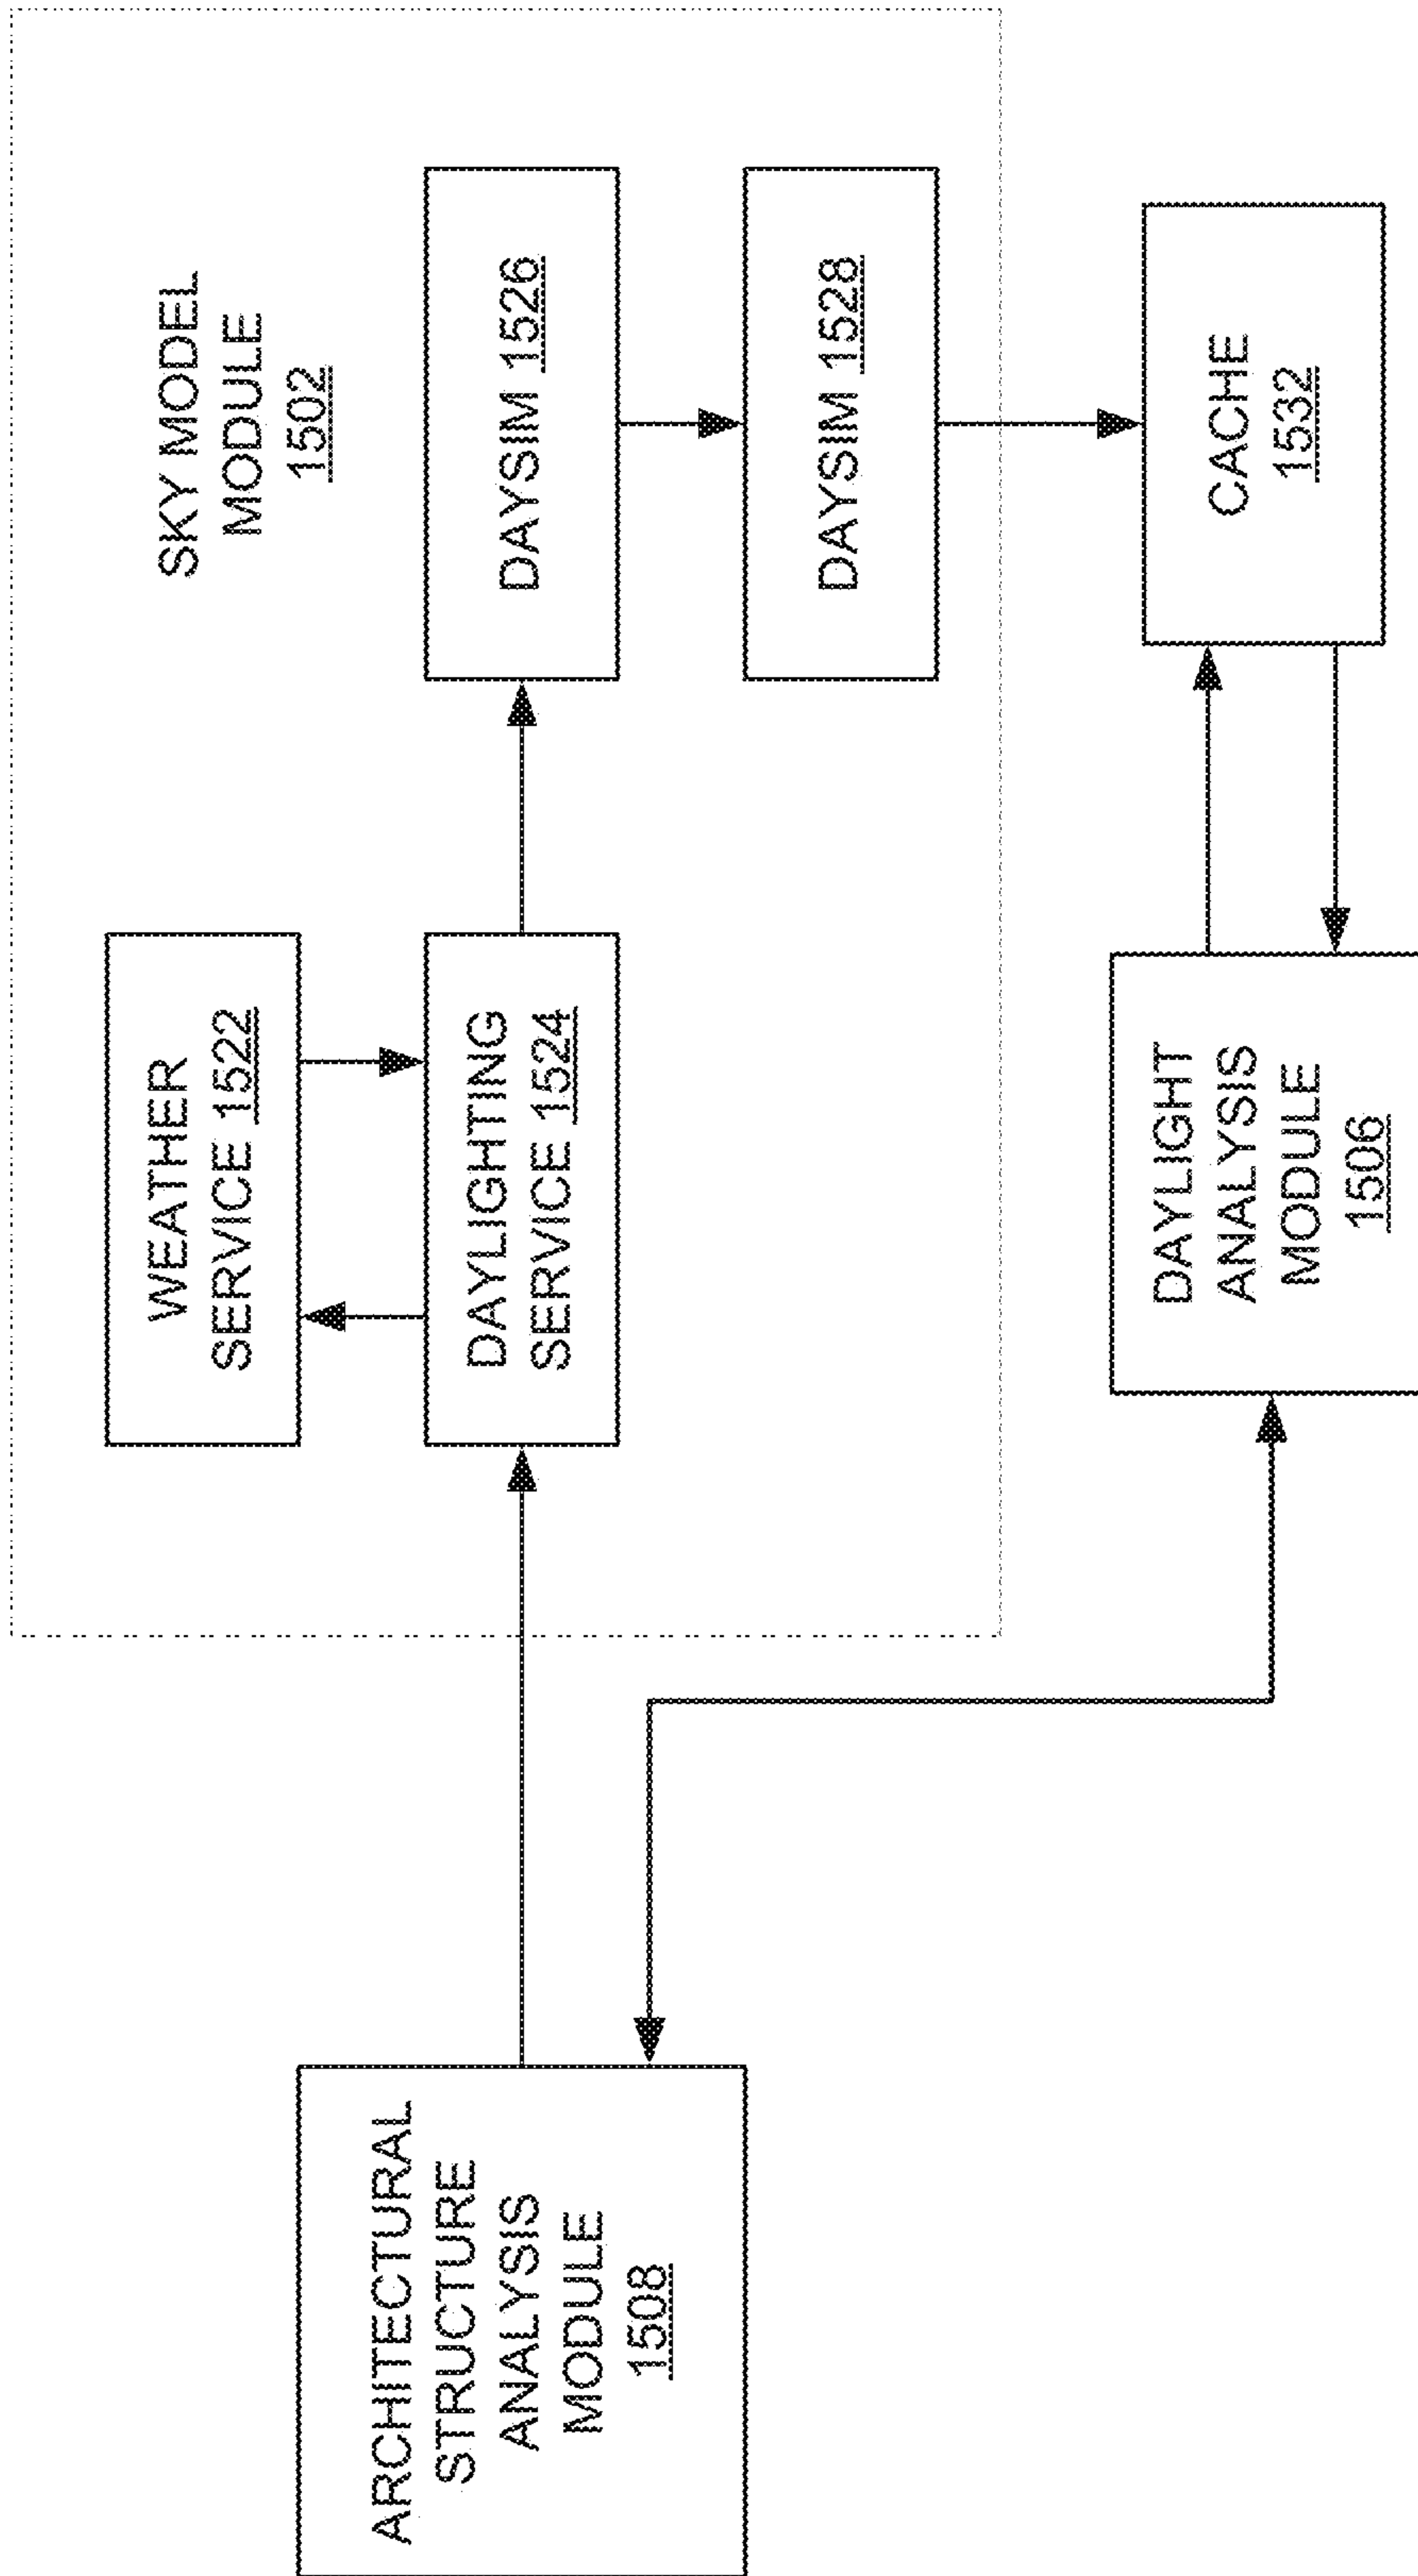 SKY MODEL
MODULE
1502
WEATHER
SERVICE 1522
DAYLIGHTING
SERVICE 1524
DAYSIM 1526
DAYSIM 1528
ARCHITECTURAL
STRUCTURE
ANALYSIS
MODULE
1508
DAYLIGHT
ANALYSIS
MODULE
1506
CACHE
1532